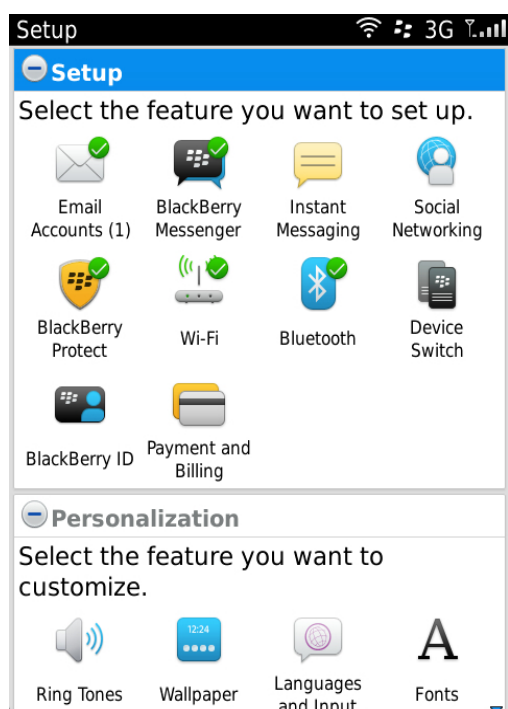 Setup 3G
Setup
Select the feature you want to set up.
Email Accounts (1)
BlackBerry Messenger
Instant Messaging
Social Networking
BlackBerry Protect
Wi-Fi
Bluetooth
Device Switch
BlackBerry ID
Payment and Billing
Personalization
Select the feature you want to
customize.
12:24
Ring Tones
Wallpaper
Languages and Input
Fonts